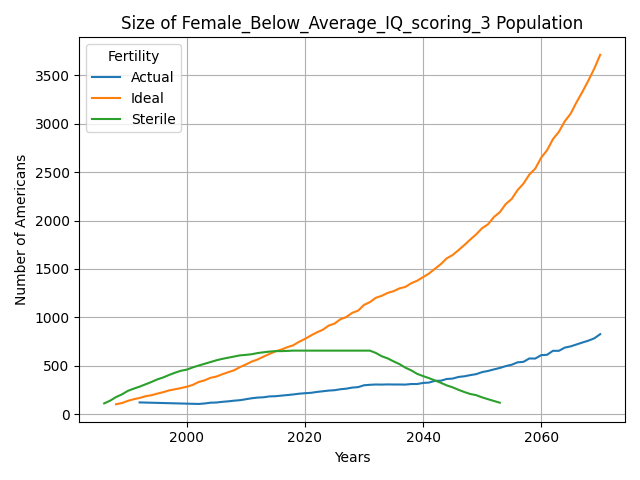 Size of Female_Below_Average_IQ_scoring_3 Population
Fertility
Actual
Ideal
Sterile
Number of Americans
3500
3000
2500
2000
1500
1000
500
0
2000
2020
2040
2060
Years